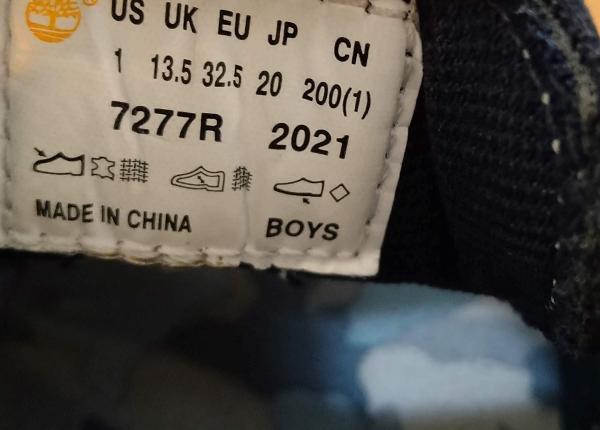 ®
US UK EU JP CN
1 13.5 32.5 20 200(1)
7277R 2021
MADE IN CHINA BOYS